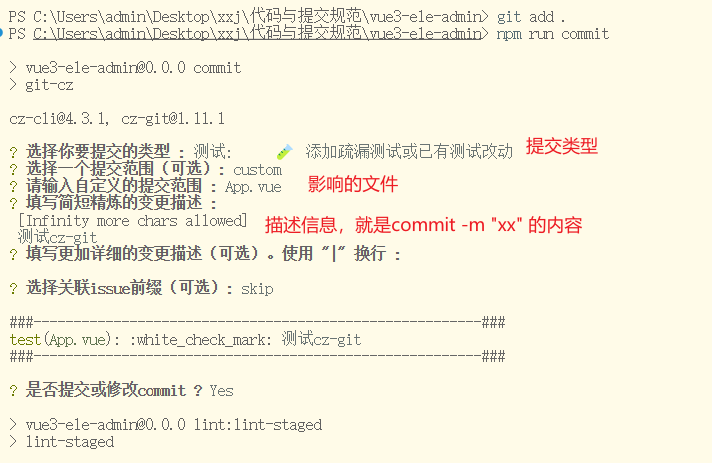 PS C:\Users\admin\Desktop\xxj\代码与提交规范\vue3-ele-admin> git add .
PS C:\Users\admin\Desktop\xxj\代码与提交规范\vue3-ele-admin> npm run commit
> vue3-ele-admin@0.0.0 commit
> git-cz
cz-cli@4.3.1, cz-git@1.11.1
? 选择你要提交的类型 : 测试: 🧪 添加疏漏测试或已有测试改动 提交类型
? 选择一个提交范围（可选）: custom
? 请输入自定义的提交范围 : App.vue 影响的文件
? 填写简短精炼的变更描述 :
[Infinity more chars allowed] 描述信息，就是commit -m "xx" 的内容
测试cz-git
? 填写更加详细的变更描述（可选）。使用 "|" 换行 :
? 选择关联issue前缀（可选）: skip
###--------------------------------------------------------###
test(App.vue): :white_check_mark: 测试cz-git
###--------------------------------------------------------###
? 是否提交或修改commit ? Yes
> vue3-ele-admin@0.0.0 lint:lint-staged
> lint-staged